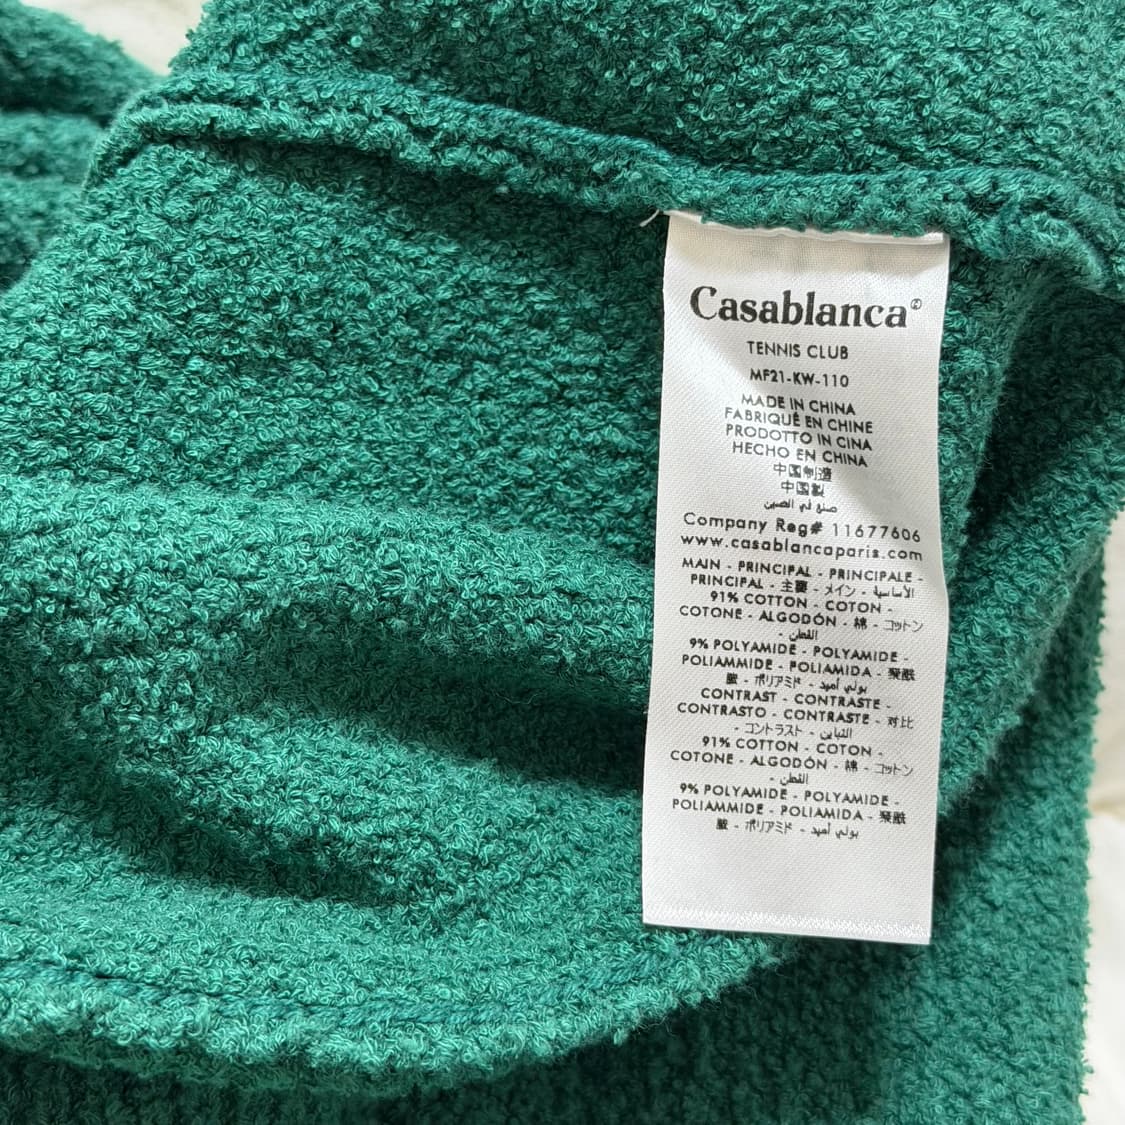 Casablanca®
TENNIS CLUB
MF21-KW-110
MADE IN CHINA
FABRIQUÉ EN CHINE
PRODOTTO IN CINA
HECHO EN CHINA
中国制造
中国製
صنع في الصين
Company Reg# 11677606
www.casablancaparis.com
MAIN - PRINCIPAL - PRINCIPALE -
PRINCIPAL - 主要 - メイン - الأساسية
91% COTTON - COTON -
COTONE - ALGODÓN - 綿 - コットン
- القطن
9% POLYAMIDE - POLYAMIDE -
POLIAMMIDE - POLIAMIDA - 聚酰
胺 - ポリアミド - بولي أميد
CONTRAST - CONTRASTE -
CONTRASTO - CONTRASTE - 对比
- コントラスト - التباين
91% COTTON - COTON -
COTONE - ALGODÓN - 綿 - コットン
- القطن
9% POLYAMIDE - POLYAMIDE -
POLIAMMIDE - POLIAMIDA - 聚酰
胺 - ポリアミド - بولي أميد